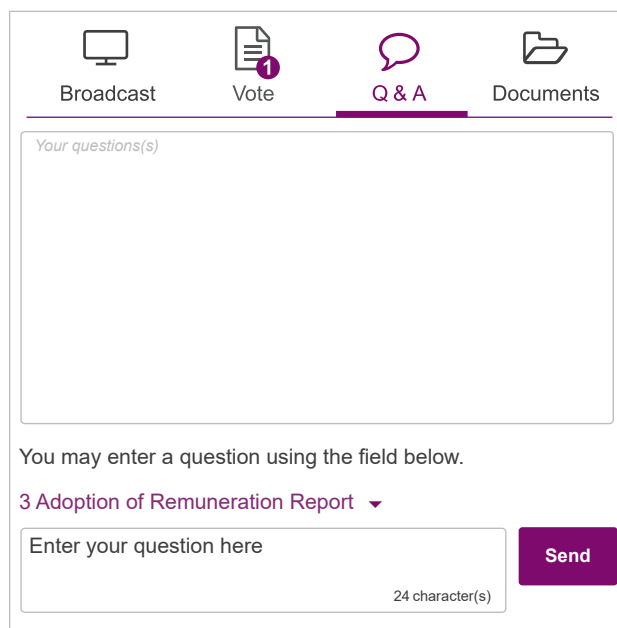 1
Broadcast Vote Q & A Documents
Your questions(s)
You may enter a question using the field below.
3 Adoption of Remuneration Report
Enter your question here
Send
24 character(s)